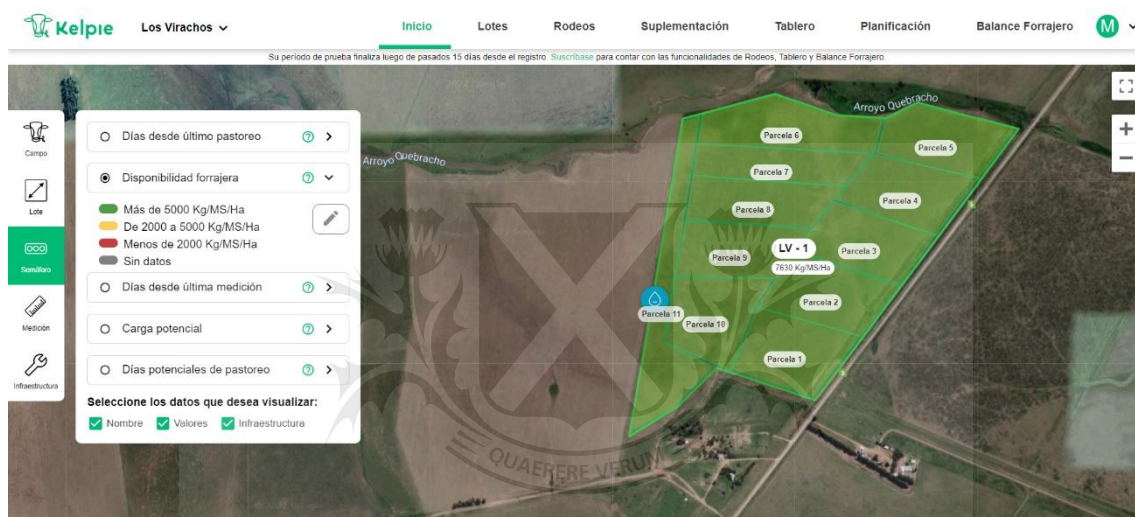 Kelpie
Los Virachos
Inicio
Lotes
Rodeos
Suplementación
Tablero
Planificación
Balance Forrajero
M
Su período de prueba finaliza luego de pasados 15 días desde el registro. Suscríbase para contar con las funcionalidades de Rodeos, Tablero y Balance Forrajero.
Campo
Lote
Semáforo
Medición
Infraestructura
Días desde último pastoreo
Disponibilidad forrajera
Más de 5000 Kg/MS/Ha
De 2000 a 5000 Kg/MS/Ha
Menos de 2000 Kg/MS/Ha
Sin datos
Días desde última medición
Carga potencial
Días potenciales de pastoreo
Seleccione los datos que desea visualizar:
Nombre
Valores
Infraestructura
Arroyo Quebracho
Arroyo Quebracho
Parcela 6
Parcela 5
Parcela 7
Parcela 4
Parcela 8
LV - 1
7630 Kg/MS/Ha
Parcela 3
Parcela 9
Parcela 2
Parcela 11
Parcela 10
Parcela 1
QUAERERE VERUM